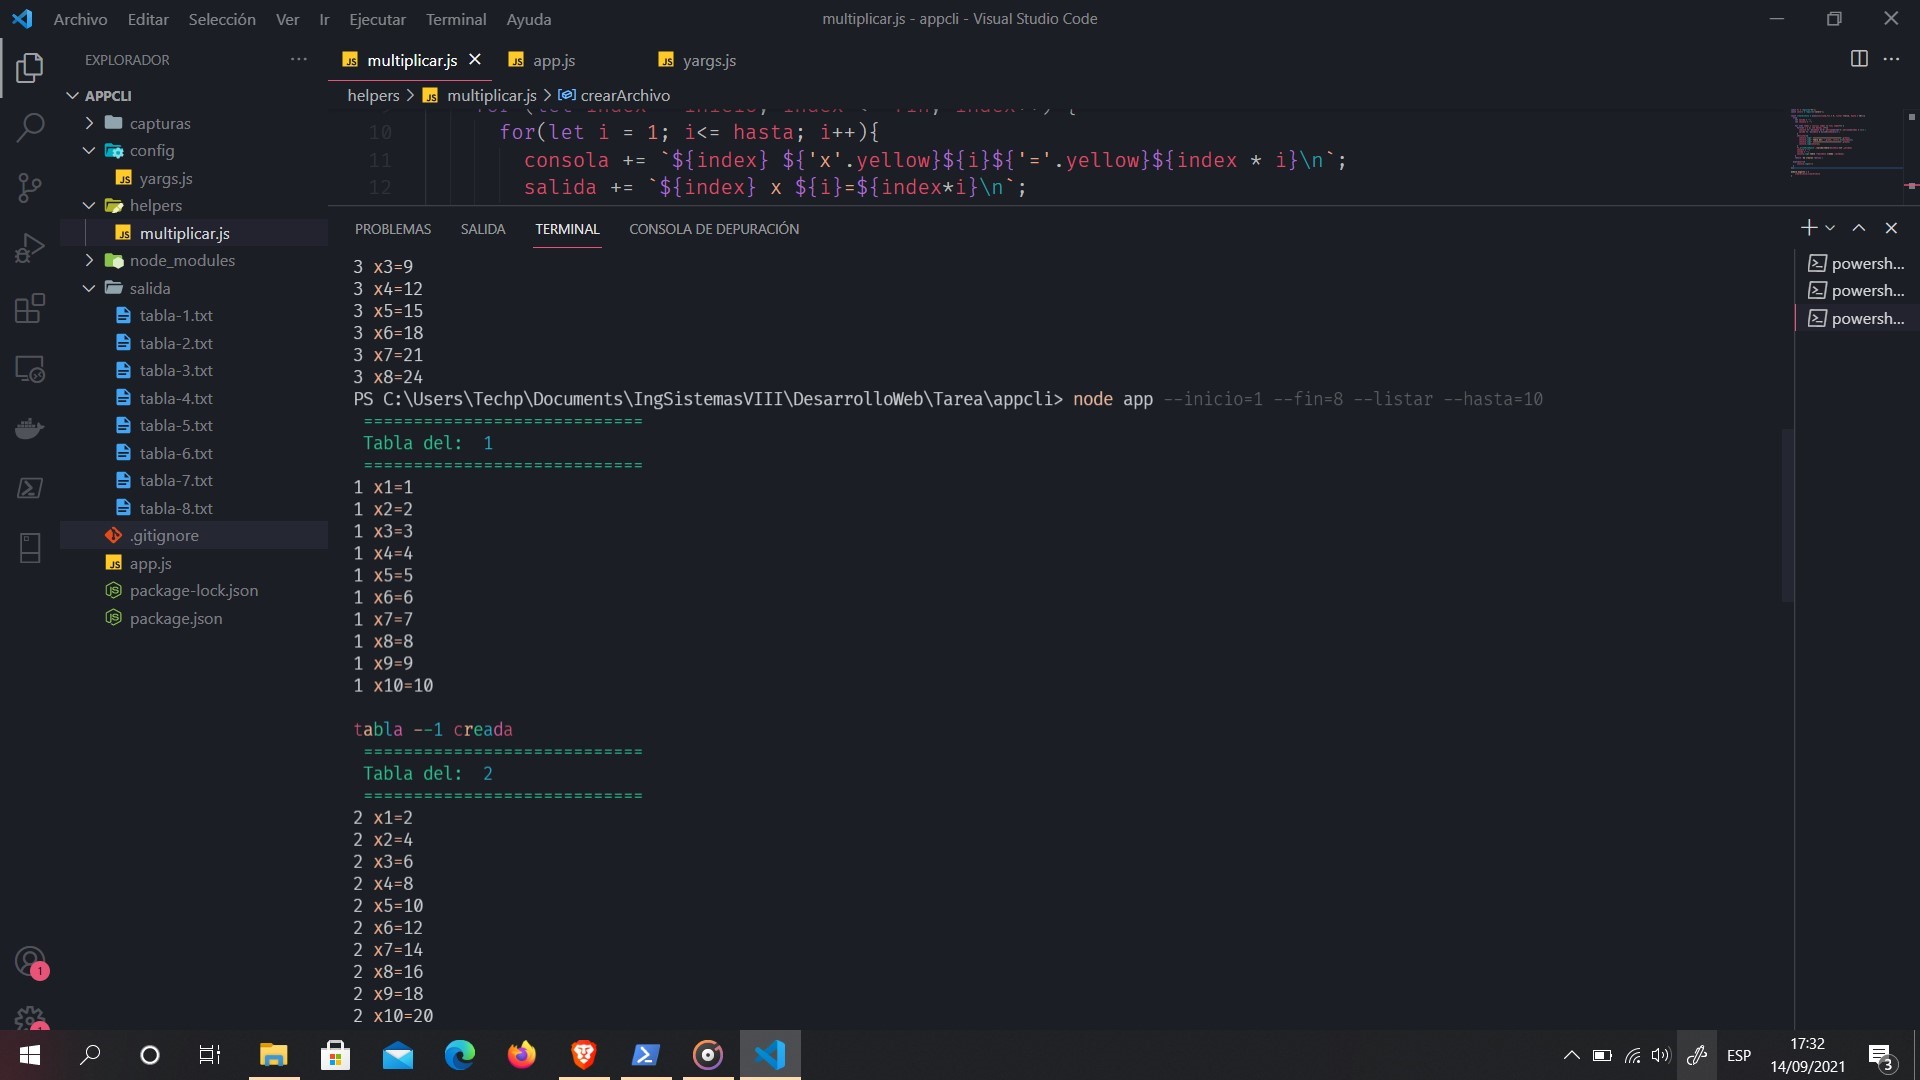 Archivo Editar Selección Ver Ir Ejecutar Terminal Ayuda
multiplicar.js - appcli - Visual Studio Code
EXPLORADOR
APPCLI
capturas
config
yargs.js
helpers
multiplicar.js
node_modules
salida
tabla-1.txt
tabla-2.txt
tabla-3.txt
tabla-4.txt
tabla-5.txt
tabla-6.txt
tabla-7.txt
tabla-8.txt
.gitignore
app.js
package-lock.json
package.json
1
multiplicar.js app.js yargs.js
helpers > multiplicar.js > crearArchivo
10 for(let i = 1; i<= hasta; i++){
11 consola += `${index} ${'x'.yellow}${i}${'='.yellow}${index * i}\n`;
12 salida += `${index} x ${i}=${index*i}\n`;
PROBLEMAS SALIDA TERMINAL CONSOLA DE DEPURACIÓN
3 x3=9
3 x4=12
3 x5=15
3 x6=18
3 x7=21
3 x8=24
PS C:\Users\Techp\Documents\IngSistemasVIII\DesarrolloWeb\Tarea\appcli> node app --inicio=1 --fin=8 --listar --hasta=10
============================
Tabla del: 1
============================
1 x1=1
1 x2=2
1 x3=3
1 x4=4
1 x5=5
1 x6=6
1 x7=7
1 x8=8
1 x9=9
1 x10=10
tabla --1 creada
============================
Tabla del: 2
============================
2 x1=2
2 x2=4
2 x3=6
2 x4=8
2 x5=10
2 x6=12
2 x7=14
2 x8=16
2 x9=18
2 x10=20
powersh...
powersh...
powersh...
ESP
17:32
14/09/2021
3